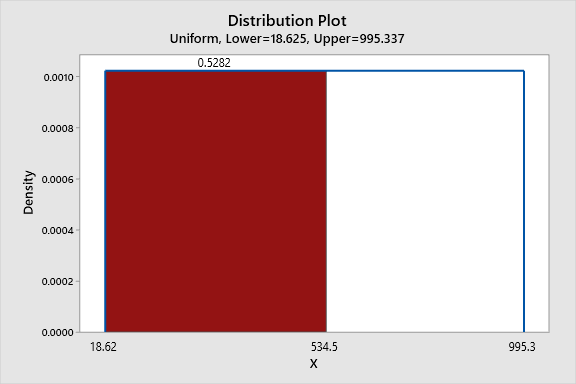 Distribution Plot
Uniform, Lower=18.625, Upper=995.337
0.5282
0.0010
0.0008
0.0006
0.0004
0.0002
0.0000
Density
18.62 534.5 995.3
X